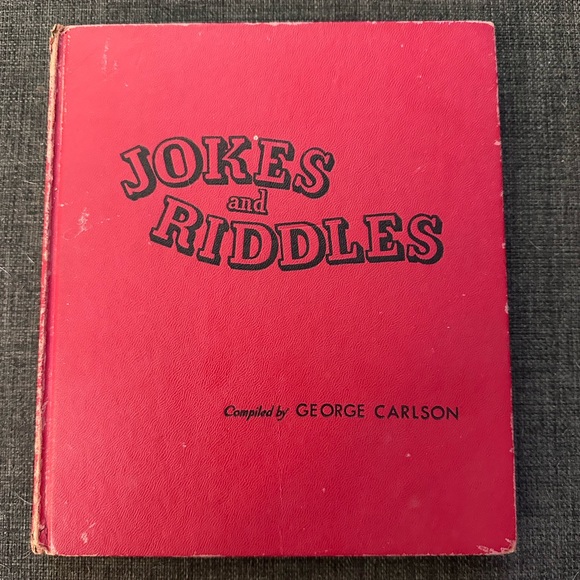 JOKES
and
RIDDLES
Compiled by GEORGE CARLSON